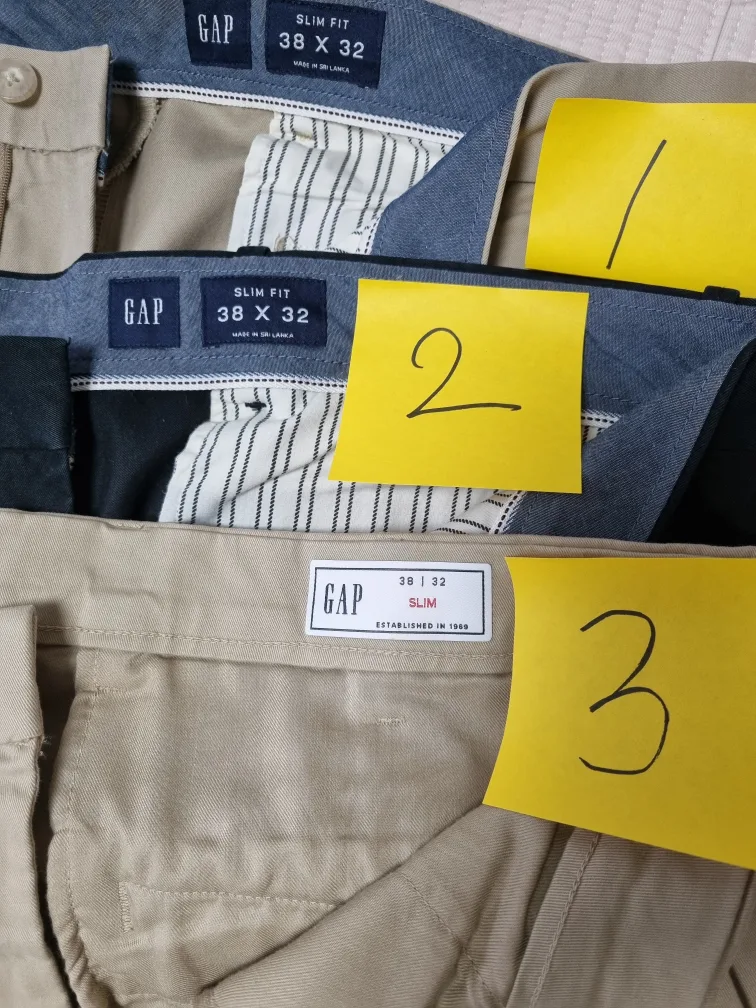 GAP
SLIM FIT
38 X 32
MADE IN SRI LANKA
1
GAP
SLIM FIT
38 X 32
MADE IN SRI LANKA
2
GAP
38 | 32
SLIM
ESTABLISHED IN 1969
3